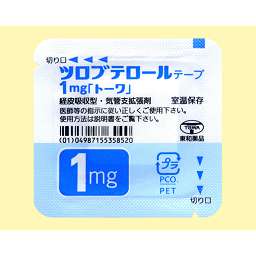 切り口
ツロブテロールテープ
1mg「トーワ」
経皮吸収型・気管支拡張剤 室温保存
医師等の指示に従い正しくご使用下さい。
使用方法は説明書をご覧下さい。
TOWA
東和薬品
(01)04987155358520
1mg
プラ
PCO.
PET
切り口